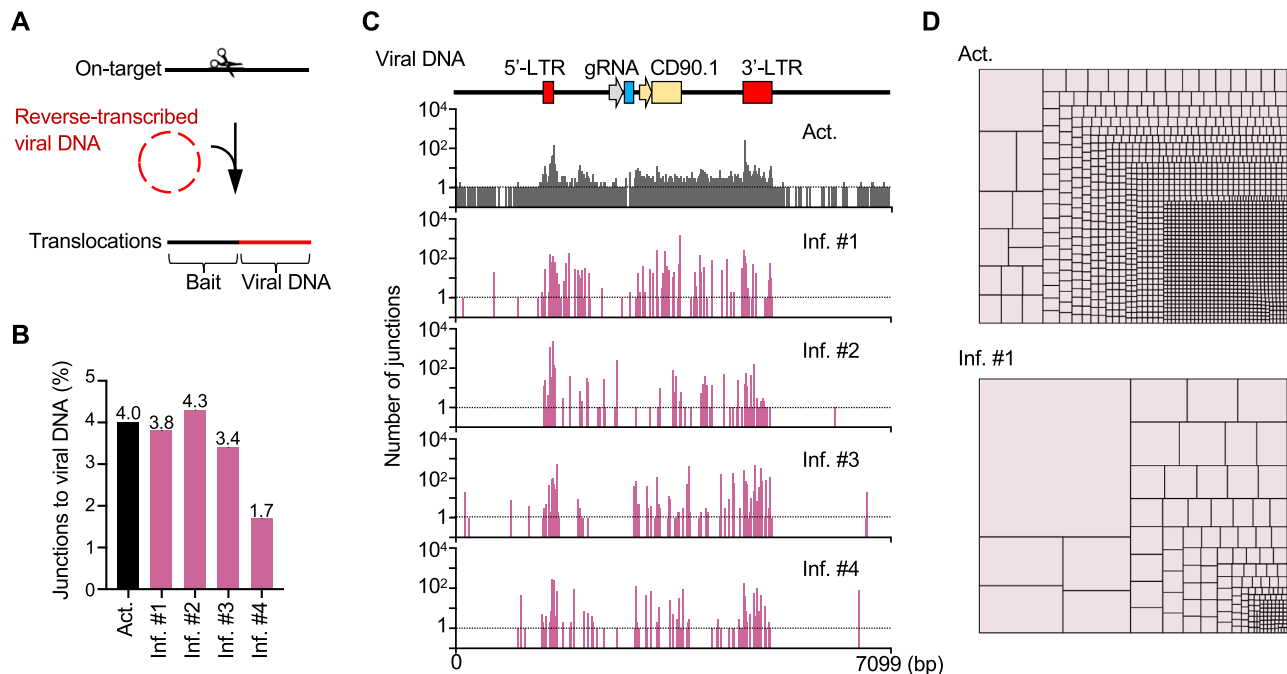 A
On-target
Reverse-transcribed
viral DNA
Translocations
Bait
Viral DNA
B
Junctions to viral DNA (%)
5
4
3
2
1
0
4.0
3.8
4.3
3.4
1.7
Act.
Inf. #1
Inf. #2
Inf. #3
Inf. #4
C
Viral DNA
5'-LTR
gRNA
CD90.1
3'-LTR
Number of junctions
10⁴
10²
1
Act.
10⁴
10²
1
Inf. #1
10⁴
10²
1
Inf. #2
10⁴
10²
1
Inf. #3
10⁴
10²
1
Inf. #4
0
7099 (bp)
D
Act.
Inf. #1